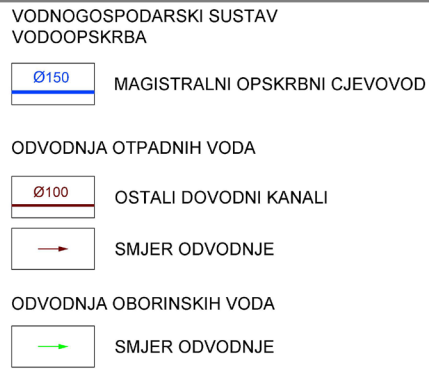 VODNOGOSPODARSKI SUSTAV
VODOOPSKRBA
Ø150
MAGISTRALNI OPSKRBNI CJEVOVOD
ODVODNJA OTPADNIH VODA
Ø100
OSTALI DOVODNI KANALI
SMJER ODVODNJE
ODVODNJA OBORINSKIH VODA
SMJER ODVODNJE